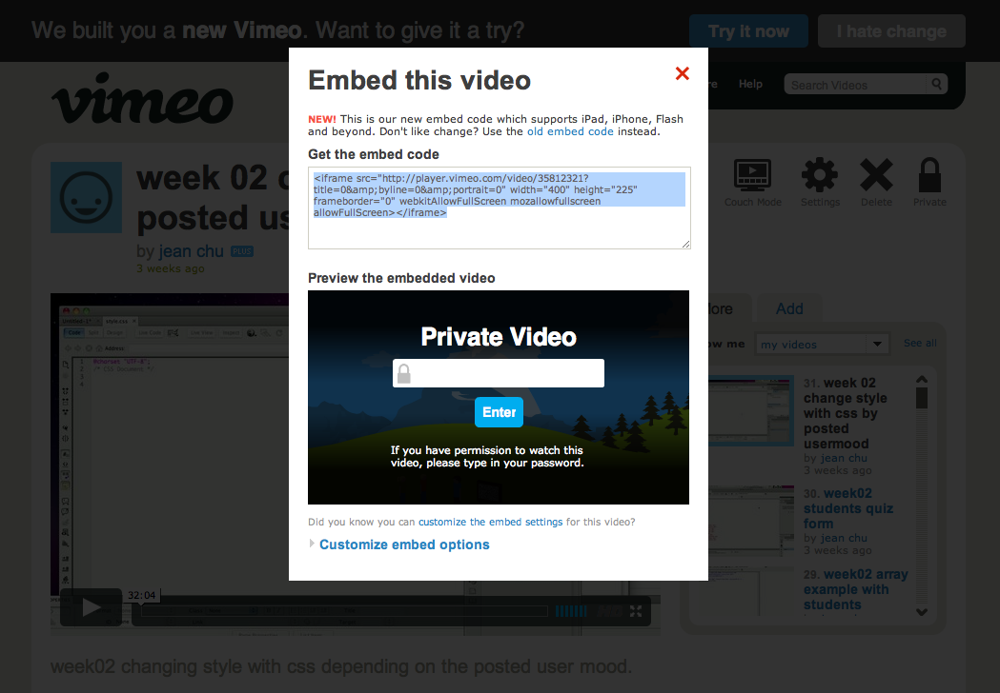 We built you a new Vimeo. Want to give it a try?
Try it now
I hate change
vimeo
Help
Search Videos
Embed this video
NEW! This is our new embed code which supports iPad, iPhone, Flash
and beyond. Don't like change? Use the old embed code instead.
Get the embed code
<iframe src="http://player.vimeo.com/video/35812321?
title=0&amp;byline=0&amp;portrait=0" width="400" height="225"
frameborder="0" webkitAllowFullScreen mozallowfullscreen
allowFullScreen></iframe>
week 02 c
posted us
by jean chu PLUS
3 weeks ago
Couch Mode
Settings
Delete
Private
Preview the embedded video
Private Video
Enter
If you have permission to watch this
video, please type in your password.
Did you know you can customize the embed settings for this video?
Customize embed options
ore
Add
ow me
my videos
See all
31. week 02
change style
with css by
posted
usermood
by jean chu
3 weeks ago
30. week02
students quiz
form
by jean chu
3 weeks ago
29. week02 array
example with
students
Address
32:04
week02 changing style with css depending on the posted user mood.